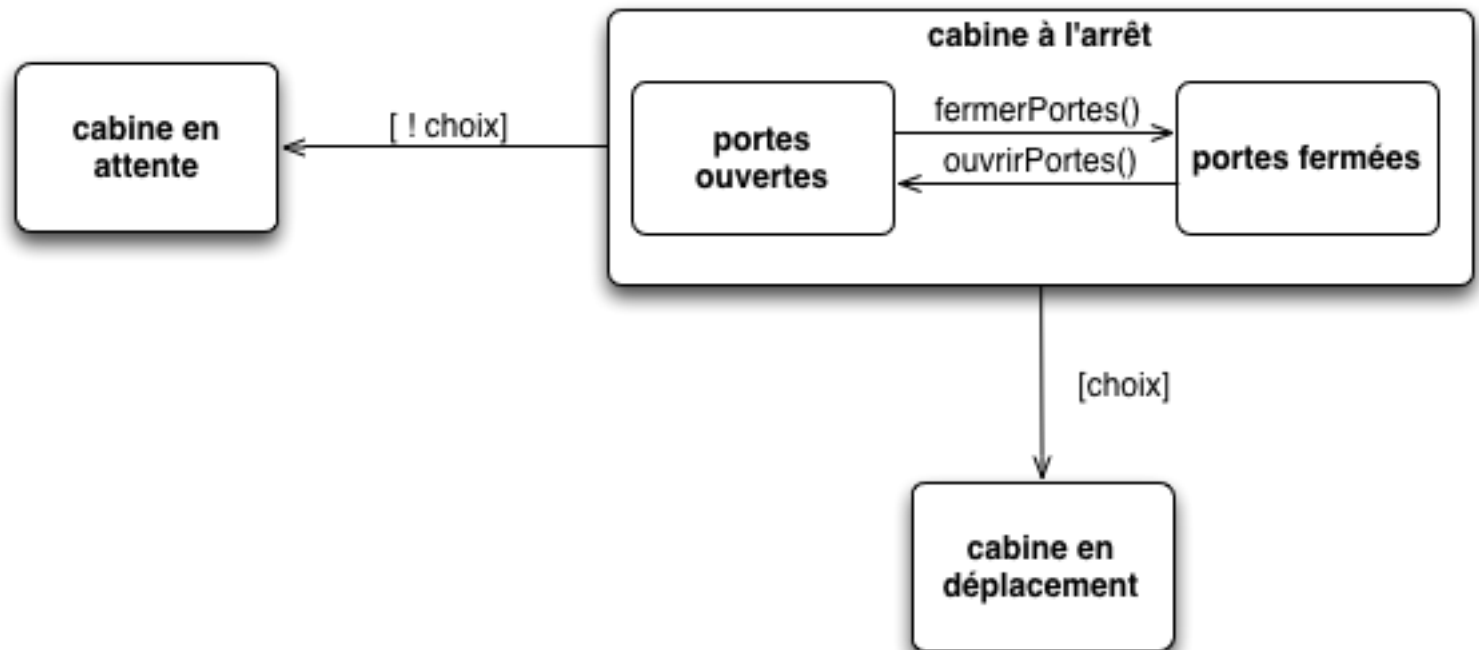 cabine à l'arrêt
cabine en
attente
[ ! choix]
portes
ouvertes
fermerPortes()
ouvrirPortes()
portes fermées
[choix]
cabine en
déplacement